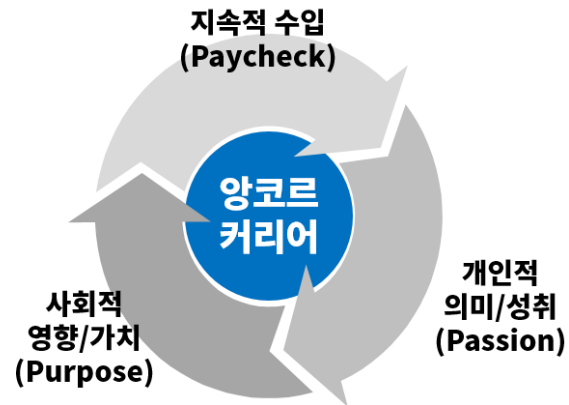 지속적 수입
(Paycheck)
앙코르
커리어
개인적
의미/성취
(Passion)
사회적
영향/가치
(Purpose)